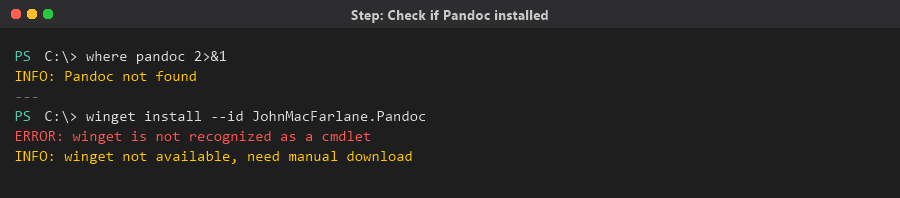 Step: Check if Pandoc installed
PS C:\> where pandoc 2>&1
INFO: Pandoc not found
---
PS C:\> winget install --id JohnMacFarlane.Pandoc
ERROR: winget is not recognized as a cmdlet
INFO: winget not available, need manual download